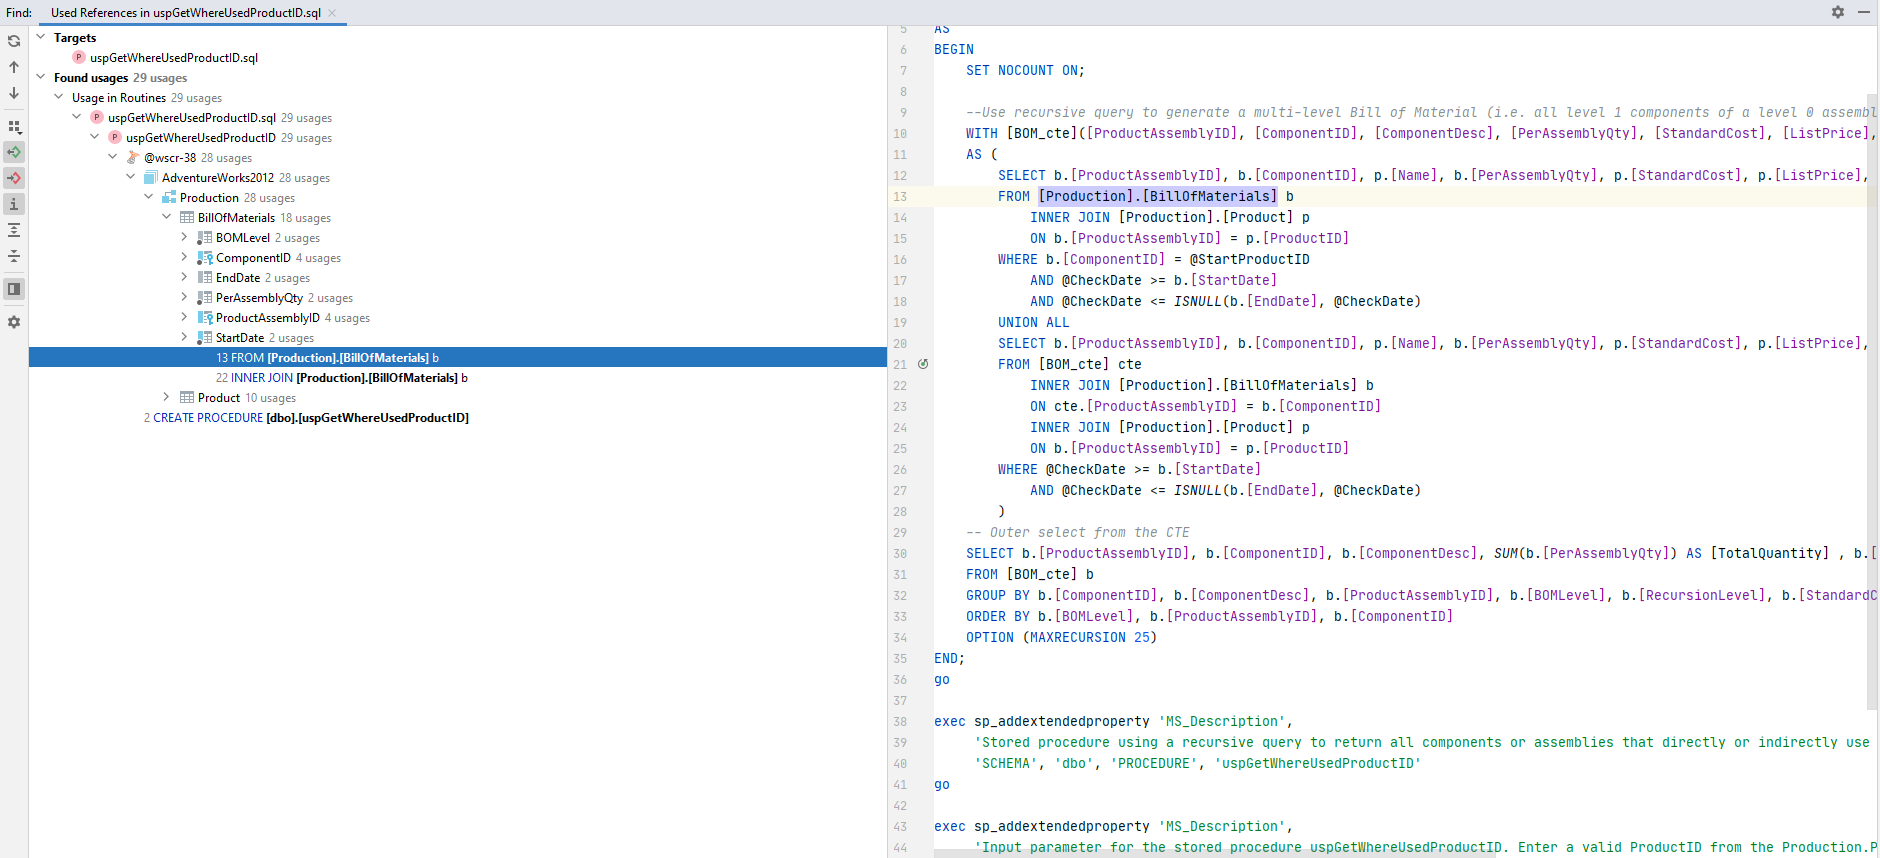 Find: Used References in uspGetWhereUsedProductID.sql
Targets
uspGetWhereUsedProductID.sql
Found usages 29 usages
Usage in Routines 29 usages
uspGetWhereUsedProductID.sql 29 usages
uspGetWhereUsedProductID 29 usages
@wscr-38 28 usages
AdventureWorks2012 28 usages
Production 28 usages
BillOfMaterials 18 usages
BOMLevel 2 usages
ComponentID 4 usages
EndDate 2 usages
PerAssemblyQty 2 usages
ProductAssemblyID 4 usages
StartDate 2 usages
13 FROM [Production].[BillOfMaterials] b
22 INNER JOIN [Production].[BillOfMaterials] b
Product 10 usages
2 CREATE PROCEDURE [dbo].[uspGetWhereUsedProductID]
5 AS
6 BEGIN
7 SET NOCOUNT ON;
8
9 --Use recursive query to generate a multi-level Bill of Material (i.e. all level 1 components of a level 0 assembl
10 WITH [BOM_cte]([ProductAssemblyID], [ComponentID], [ComponentDesc], [PerAssemblyQty], [StandardCost], [ListPrice],
11 AS (
12 SELECT b.[ProductAssemblyID], b.[ComponentID], p.[Name], b.[PerAssemblyQty], p.[StandardCost], p.[ListPrice],
13 FROM [Production].[BillOfMaterials] b
14 INNER JOIN [Production].[Product] p
15 ON b.[ProductAssemblyID] = p.[ProductID]
16 WHERE b.[ComponentID] = @StartProductID
17 AND @CheckDate >= b.[StartDate]
18 AND @CheckDate <= ISNULL(b.[EndDate], @CheckDate)
19 UNION ALL
20 SELECT b.[ProductAssemblyID], b.[ComponentID], p.[Name], b.[PerAssemblyQty], p.[StandardCost], p.[ListPrice],
21 FROM [BOM_cte] cte
22 INNER JOIN [Production].[BillOfMaterials] b
23 ON cte.[ProductAssemblyID] = b.[ComponentID]
24 INNER JOIN [Production].[Product] p
25 ON b.[ProductAssemblyID] = p.[ProductID]
26 WHERE @CheckDate >= b.[StartDate]
27 AND @CheckDate <= ISNULL(b.[EndDate], @CheckDate)
28 )
29 -- Outer select from the CTE
30 SELECT b.[ProductAssemblyID], b.[ComponentID], b.[ComponentDesc], SUM(b.[PerAssemblyQty]) AS [TotalQuantity] , b.[
31 FROM [BOM_cte] b
32 GROUP BY b.[ComponentID], b.[ComponentDesc], b.[ProductAssemblyID], b.[BOMLevel], b.[RecursionLevel], b.[StandardC
33 ORDER BY b.[BOMLevel], b.[ProductAssemblyID], b.[ComponentID]
34 OPTION (MAXRECURSION 25)
35 END;
36 go
37
38 exec sp_addextendedproperty 'MS_Description',
39 'Stored procedure using a recursive query to return all components or assemblies that directly or indirectly use
40 'SCHEMA', 'dbo', 'PROCEDURE', 'uspGetWhereUsedProductID'
41 go
42
43 exec sp_addextendedproperty 'MS_Description',
44 'Input parameter for the stored procedure uspGetWhereUsedProductID. Enter a valid ProductID from the Production.P